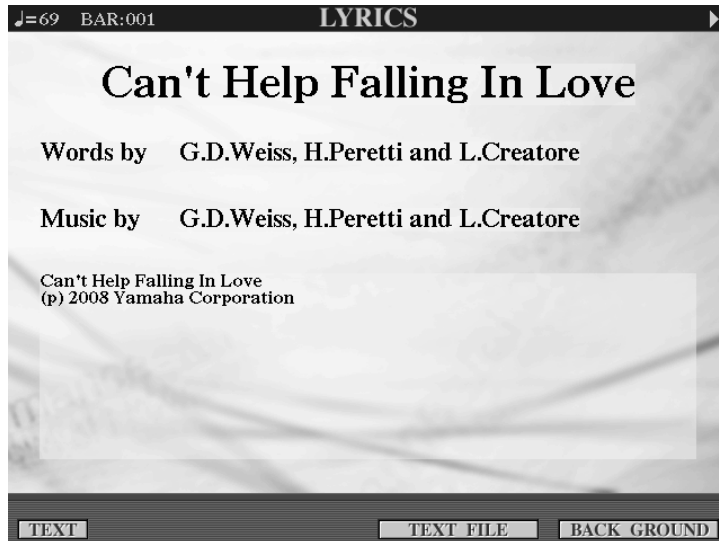 ♩=69 BAR:001 LYRICS
Can't Help Falling In Love
Words by G.D.Weiss, H.Peretti and L.Creatore
Music by G.D.Weiss, H.Peretti and L.Creatore
Can't Help Falling In Love
(p) 2008 Yamaha Corporation
TEXT TEXT FILE BACK GROUND